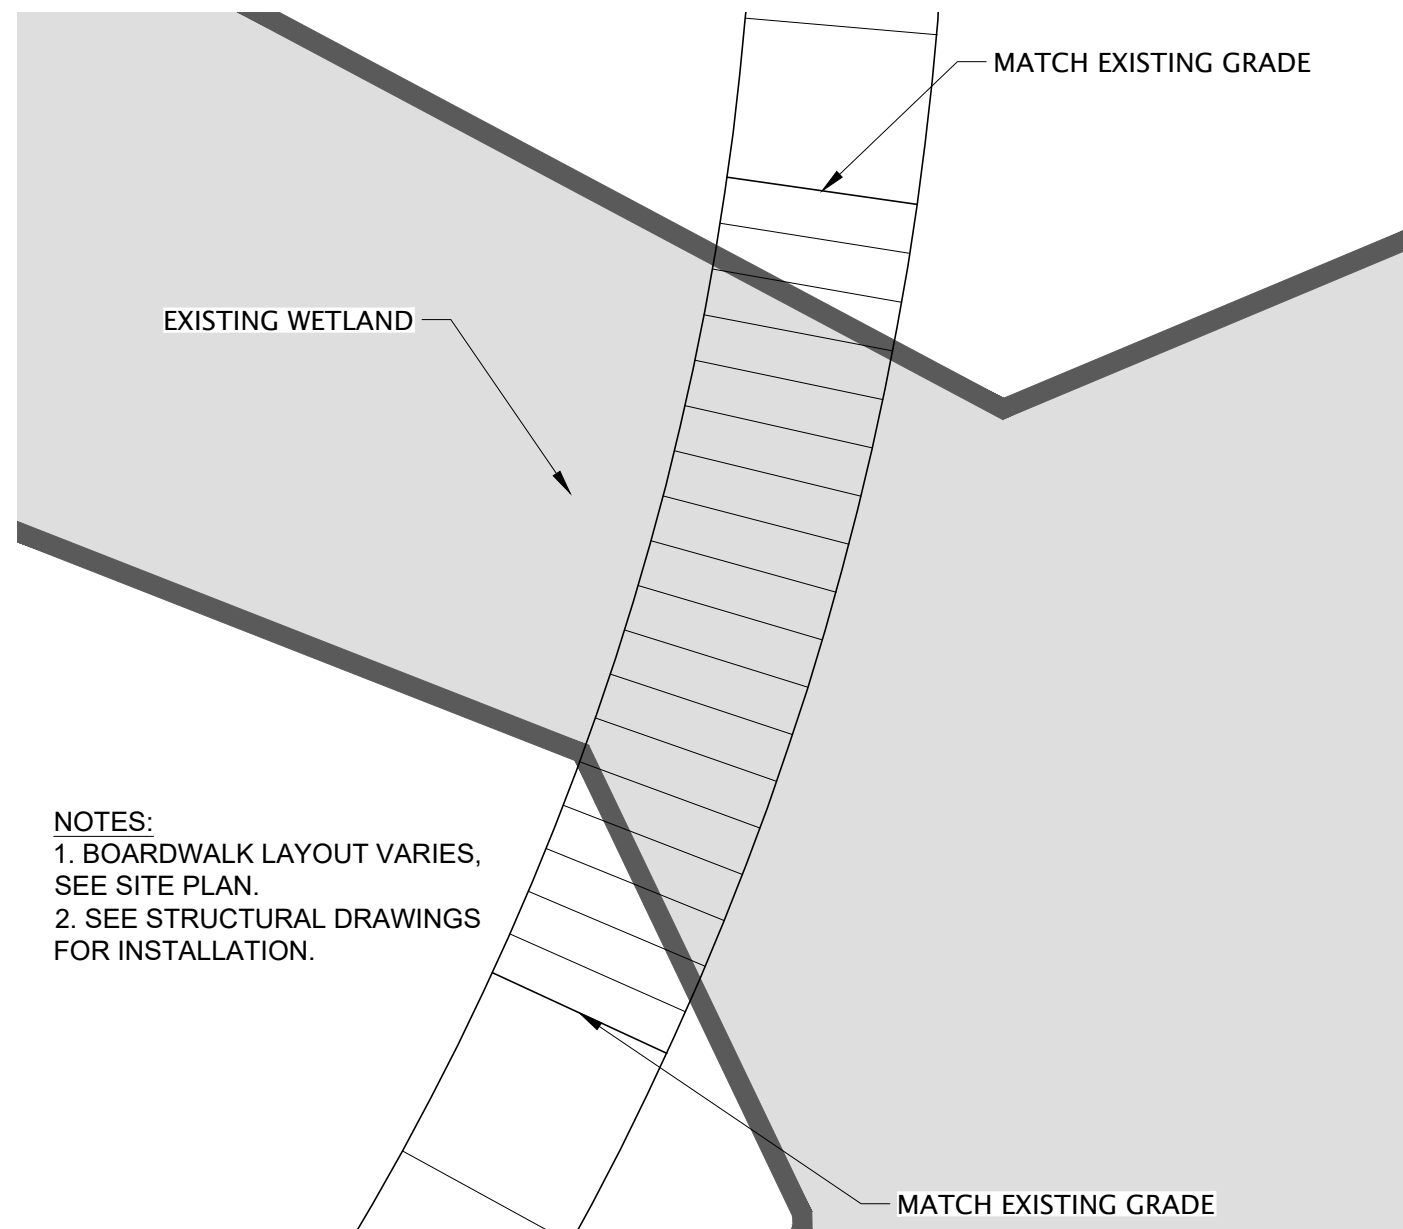 MATCH EXISTING GRADE
EXISTING WETLAND
NOTES:
1. BOARDWALK LAYOUT VARIES,
SEE SITE PLAN.
2. SEE STRUCTURAL DRAWINGS
FOR INSTALLATION.
MATCH EXISTING GRADE